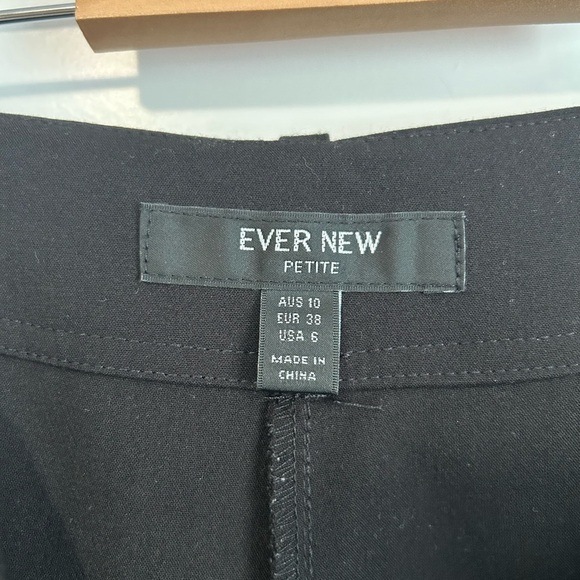 EVER NEW
PETITE
AUS 10
EUR 38
USA 6
MADE IN
CHINA